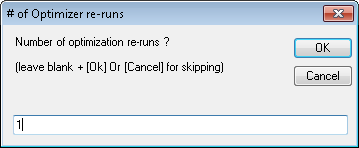 # of Optimizer re-runs
Number of optimization re-runs ?
OK
(leave blank + [Ok] Or [Cancel] for skipping)
Cancel
1